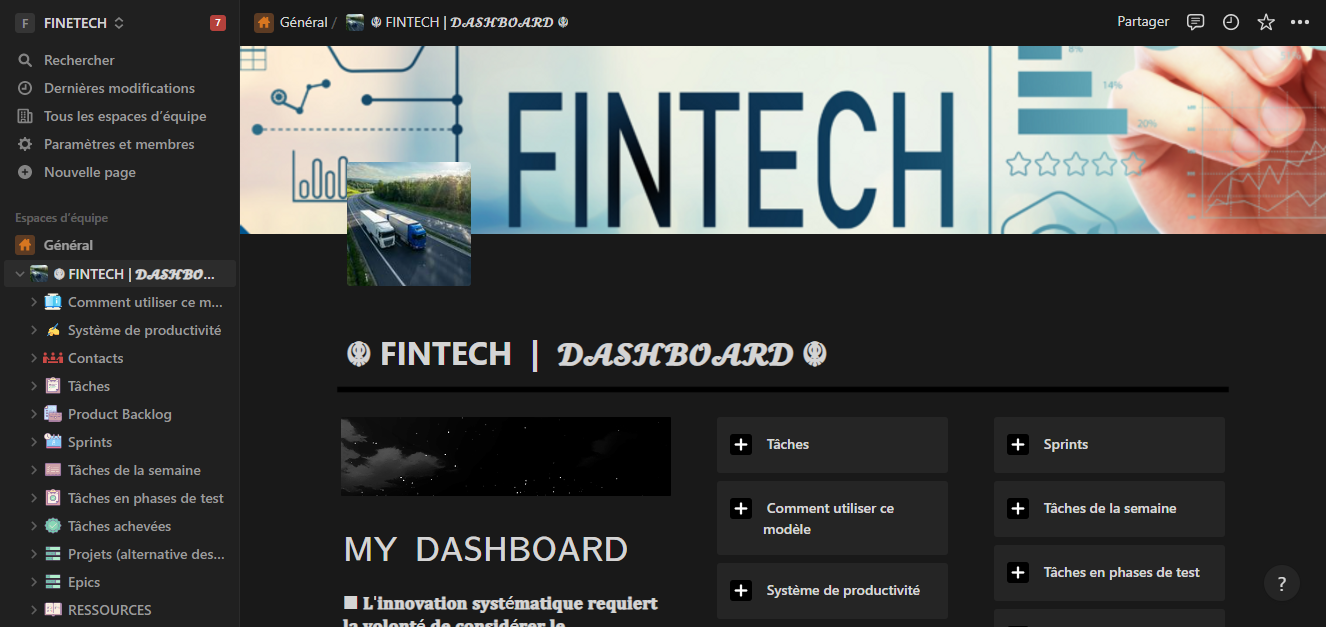 F FINETECH 7
Rechercher
Dernières modifications
Tous les espaces d'équipe
Paramètres et membres
Nouvelle page
Espaces d'équipe
Général
FINTECH | 𝓓𝓐𝓢𝓗𝓑𝓞...
Comment utiliser ce m...
Système de productivité
Contacts
Tâches
Product Backlog
Sprints
Tâches de la semaine
Tâches en phases de test
Tâches achevées
Projets (alternative des...
Epics
RESSOURCES
Général / FINTECH | 𝓓𝓐𝓢𝓗𝓑𝓞𝓐𝓡𝓓
Partager
FINTECH
8%
14%
20%
FINTECH | 𝓓𝓐𝓢𝓗𝓑𝓞𝓐𝓡𝓓
MY DASHBOARD
■ L'innovation systématique requiert
la volonté de considérer le
Tâches
Comment utiliser ce
modèle
Système de productivité
Sprints
Tâches de la semaine
Tâches en phases de test
?